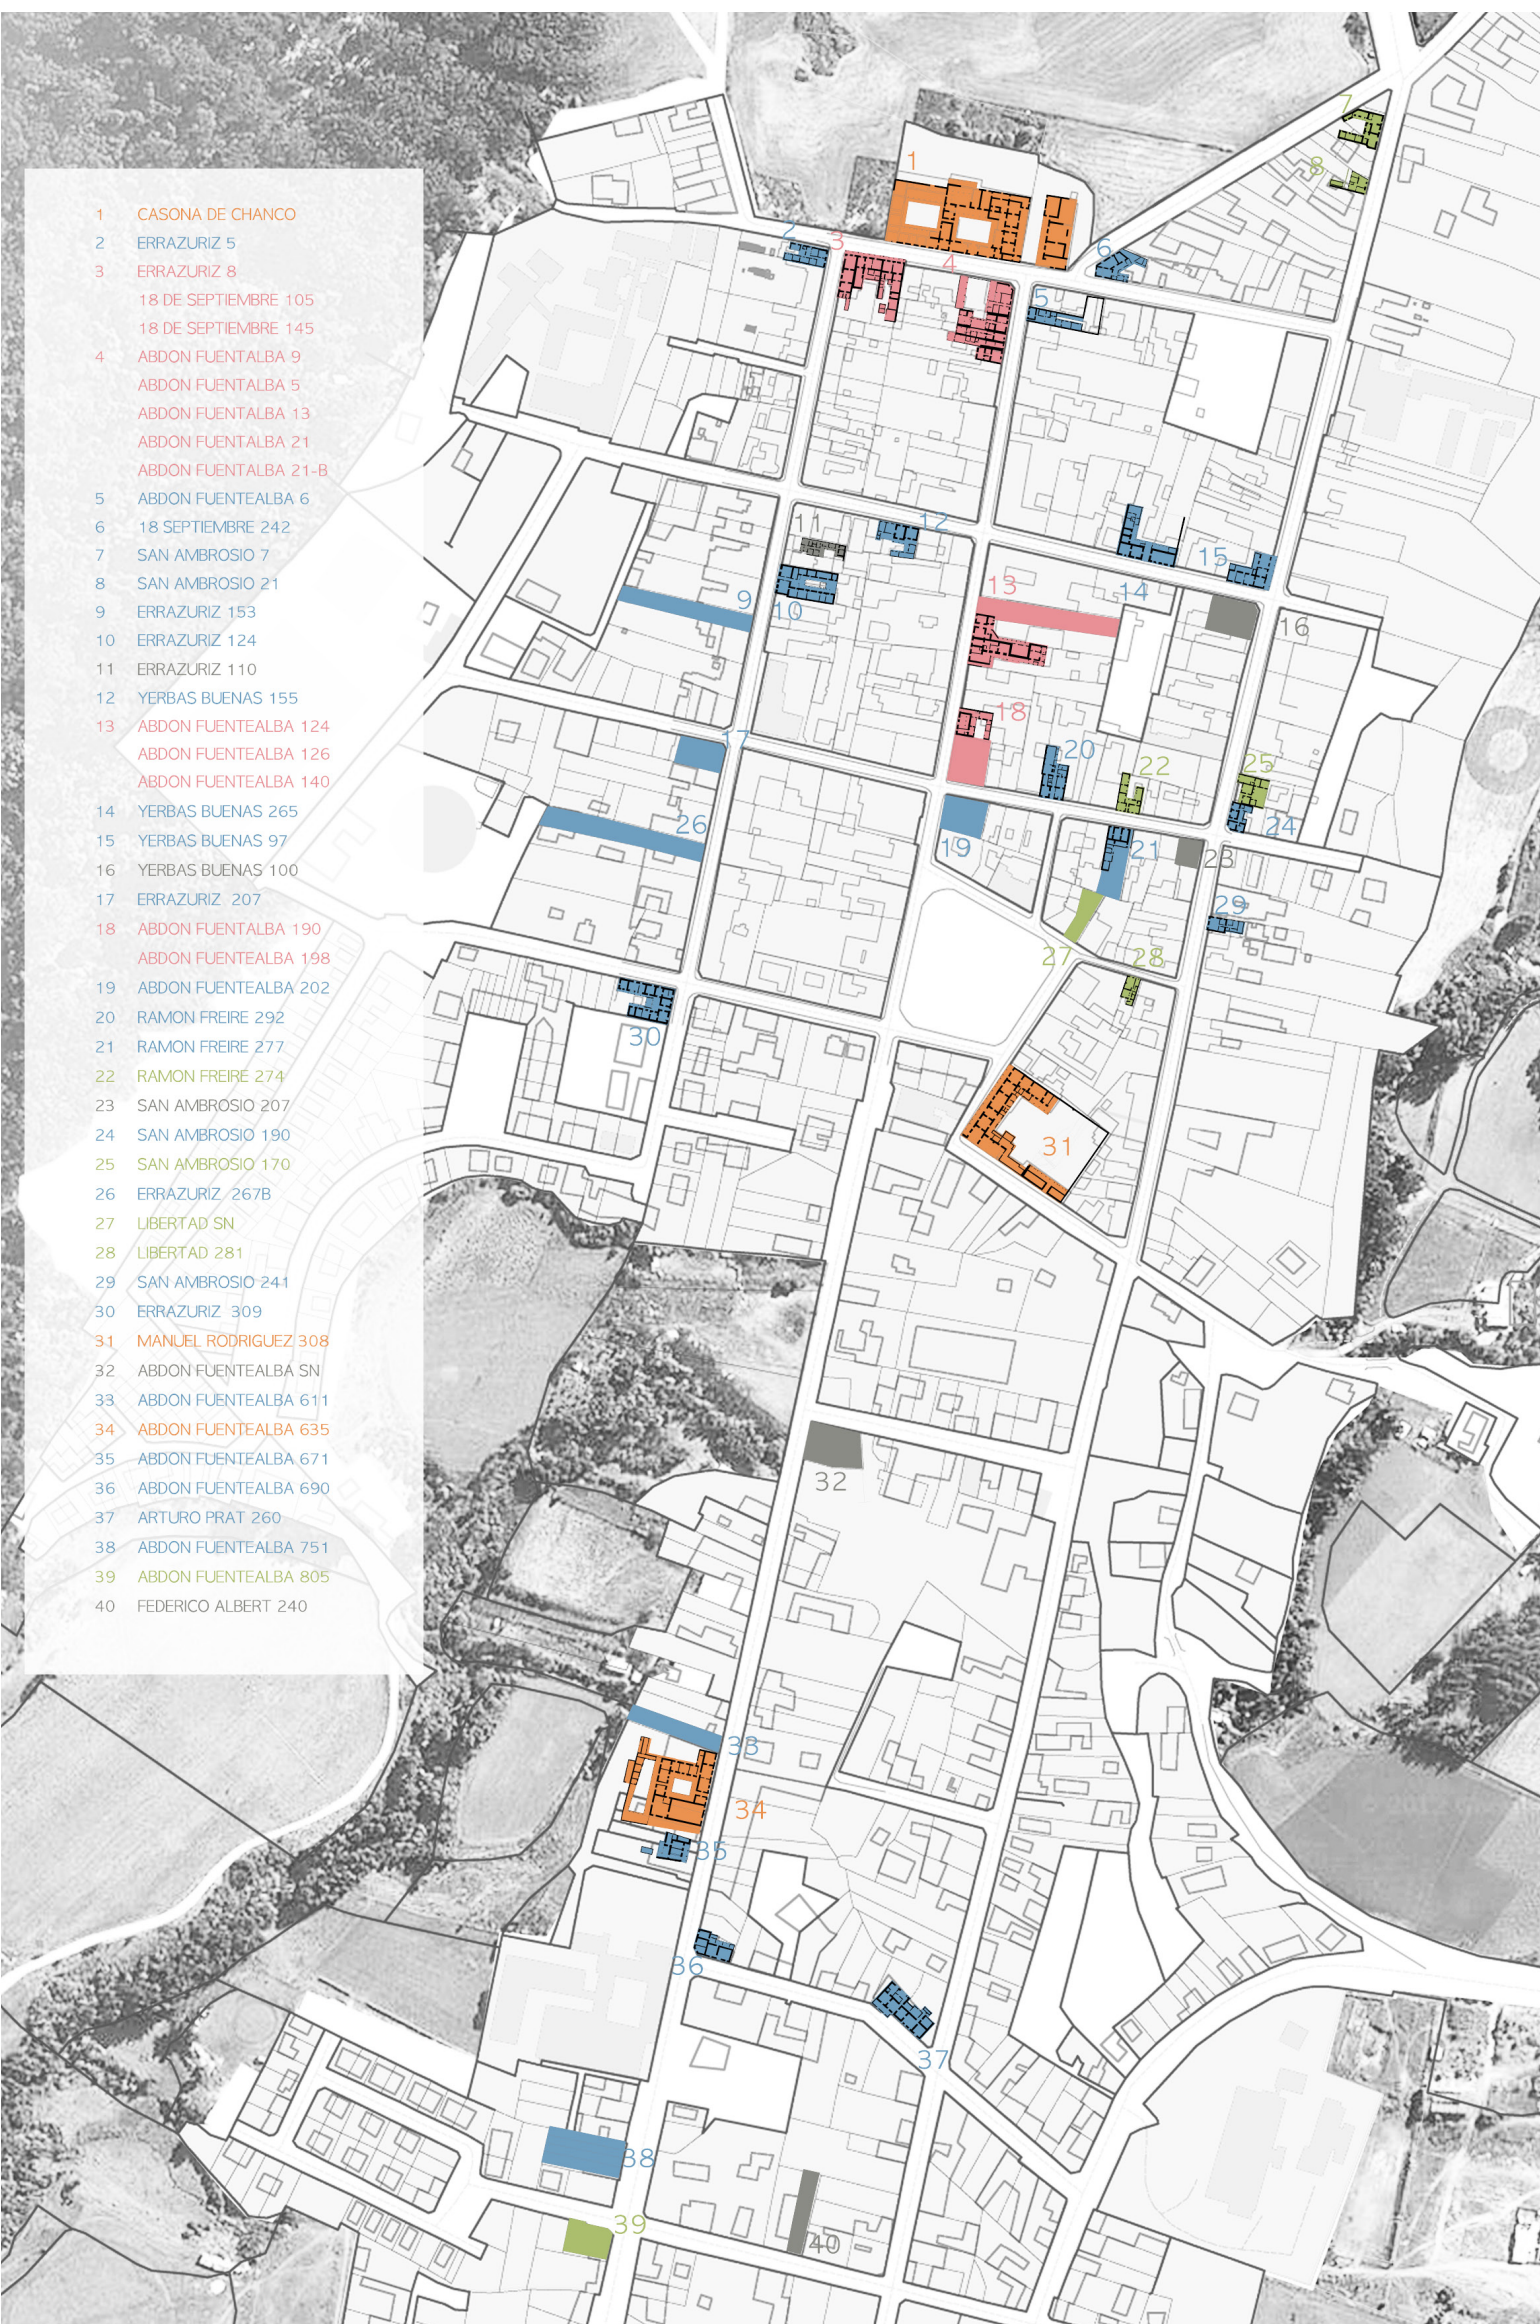 1 CASONA DE CHANCO
2 ERRAZURIZ 5
3 ERRAZURIZ 8
18 DE SEPTIEMBRE 105
18 DE SEPTIEMBRE 145
4 ABDON FUENTALBA 9
ABDON FUENTALBA 5
ABDON FUENTALBA 13
ABDON FUENTALBA 21
ABDON FUENTALBA 21-B
5 ABDON FUENTEALBA 6
6 18 SEPTIEMBRE 242
7 SAN AMBROSIO 7
8 SAN AMBROSIO 21
9 ERRAZURIZ 153
10 ERRAZURIZ 124
11 ERRAZURIZ 110
12 YERBAS BUENAS 155
13 ABDON FUENTEALBA 124
ABDON FUENTEALBA 126
ABDON FUENTEALBA 140
14 YERBAS BUENAS 265
15 YERBAS BUENAS 97
16 YERBAS BUENAS 100
17 ERRAZURIZ 207
18 ABDON FUENTALBA 190
ABDON FUENTEALBA 198
19 ABDON FUENTEALBA 202
20 RAMON FREIRE 292
21 RAMON FREIRE 277
22 RAMON FREIRE 274
23 SAN AMBROSIO 207
24 SAN AMBROSIO 190
25 SAN AMBROSIO 170
26 ERRAZURIZ 267B
27 LIBERTAD SN
28 LIBERTAD 281
29 SAN AMBROSIO 241
30 ERRAZURIZ 309
31 MANUEL RODRIGUEZ 308
32 ABDON FUENTEALBA SN
33 ABDON FUENTEALBA 611
34 ABDON FUENTEALBA 635
35 ABDON FUENTEALBA 671
36 ABDON FUENTEALBA 690
37 ARTURO PRAT 260
38 ABDON FUENTEALBA 751
39 ABDON FUENTEALBA 805
40 FEDERICO ALBERT 240
7
1
8
2
3
6
4
5
11
12
15
9
10
13
14
16
18
17
20
22
25
26
19
21
24
23
29
27
28
30
31
32
33
34
35
36
37
38
39
40